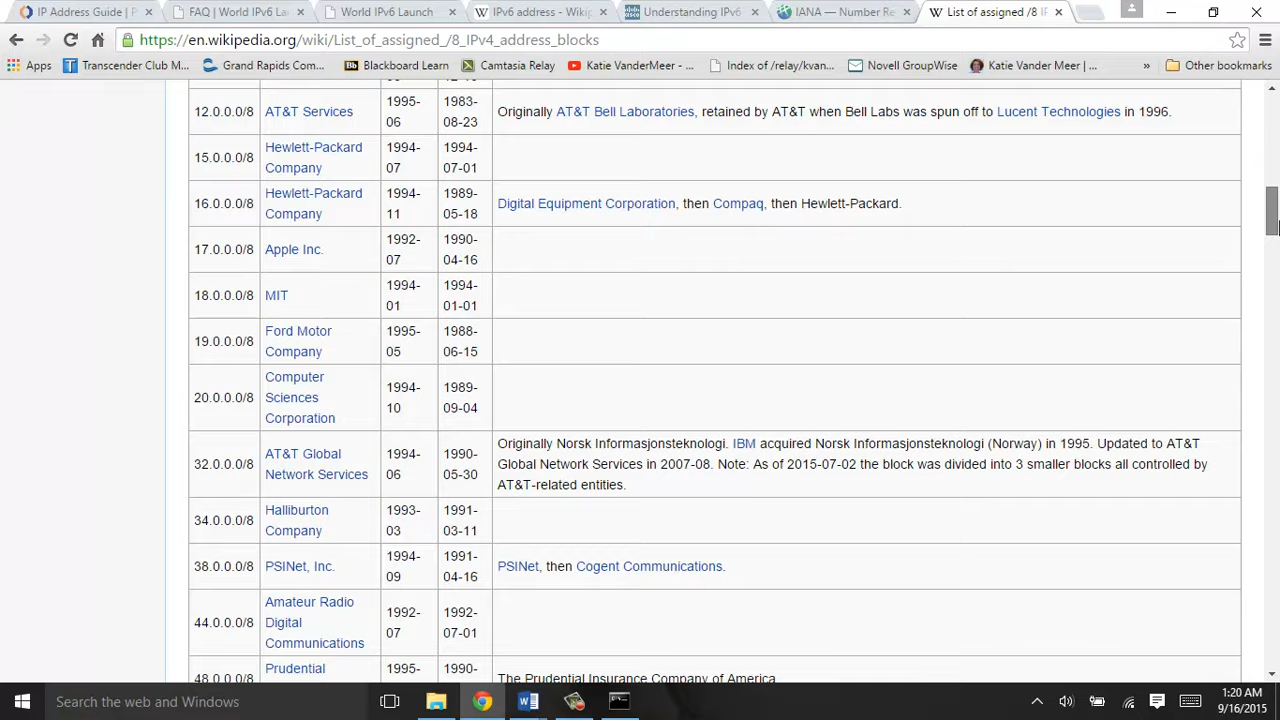 IP Address Guide | P
FAQ | World IPv6 La
World IPv6 Launch
IPv6 address - Wikip
Understanding IPv6
IANA — Number Re
List of assigned /8 IP
https://en.wikipedia.org/wiki/List_of_assigned_/8_IPv4_address_blocks
Apps Transcender Club M... Grand Rapids Com... Blackboard Learn Camtasia Relay Katie VanderMeer - ... Index of /relay/kvan... Novell GroupWise Katie Vander Meer | ... » Other bookmarks
12.0.0.0/8 AT&T Services 1995-06 1983-08-23 Originally AT&T Bell Laboratories, retained by AT&T when Bell Labs was spun off to Lucent Technologies in 1996.
15.0.0.0/8 Hewlett-Packard Company 1994-07 1994-07-01
16.0.0.0/8 Hewlett-Packard Company 1994-11 1989-05-18 Digital Equipment Corporation, then Compaq, then Hewlett-Packard.
17.0.0.0/8 Apple Inc. 1992-07 1990-04-16
18.0.0.0/8 MIT 1994-01 1994-01-01
19.0.0.0/8 Ford Motor Company 1995-05 1988-06-15
20.0.0.0/8 Computer Sciences Corporation 1994-10 1989-09-04
32.0.0.0/8 AT&T Global Network Services 1994-06 1990-05-30 Originally Norsk Informasjonsteknologi. IBM acquired Norsk Informasjonsteknologi (Norway) in 1995. Updated to AT&T
Global Network Services in 2007-08. Note: As of 2015-07-02 the block was divided into 3 smaller blocks all controlled by
AT&T-related entities.
34.0.0.0/8 Halliburton Company 1993-03 1991-03-11
38.0.0.0/8 PSINet, Inc. 1994-09 1991-04-16 PSINet, then Cogent Communications.
44.0.0.0/8 Amateur Radio Digital Communications 1992-07 1992-07-01
48.0.0.0/8 Prudential 1995- 1990- The Prudential Insurance Company of America
Search the web and Windows
1:20 AM
9/16/2015